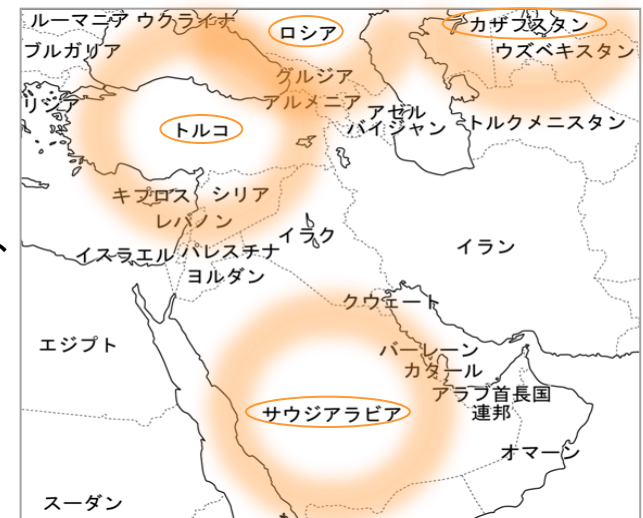 ルーマニア ウクライナ
ロシア
カザフスタン
ブルガリア
ウズベキスタン
グルジア
リシア
アルメニア
アゼル
バイジャン
トルクメニスタン
トルコ
キプロス シリア
レバノン
イラク
イラン
イスラエル パレスチナ
ヨルダン
クウェート
エジプト
バーレーン
カタール
アラブ首長国
連邦
サウジアラビア
オマーン
スーダン